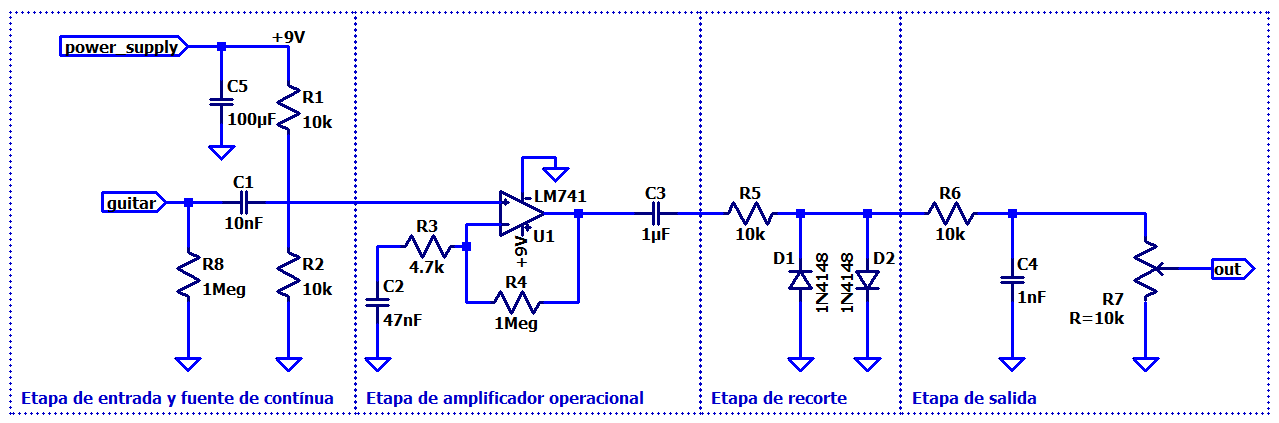 power_supply
+9V
C5
100µF
R1
10k
guitar
C1
10nF
R8
1Meg
R2
10k
Etapa de entrada y fuente de contínua
R3
4.7k
C2
47nF
LM741
U1
+9V
R4
1Meg
Etapa de amplificador operacional
C3
1µF
R5
10k
D1
1N4148
1N4148
D2
Etapa de recorte
R6
10k
C4
1nF
R7
R=10k
out
Etapa de salida